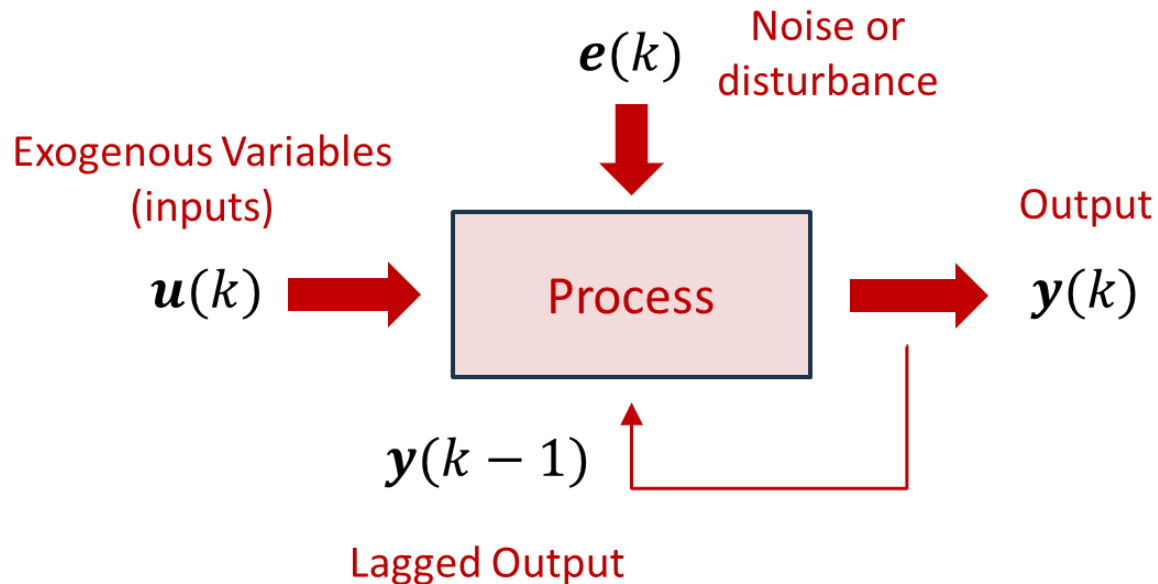 Noise or
disturbance
e(k)
Exogenous Variables
(inputs)
u(k)
Process
Output
y(k)
y(k − 1)
Lagged Output